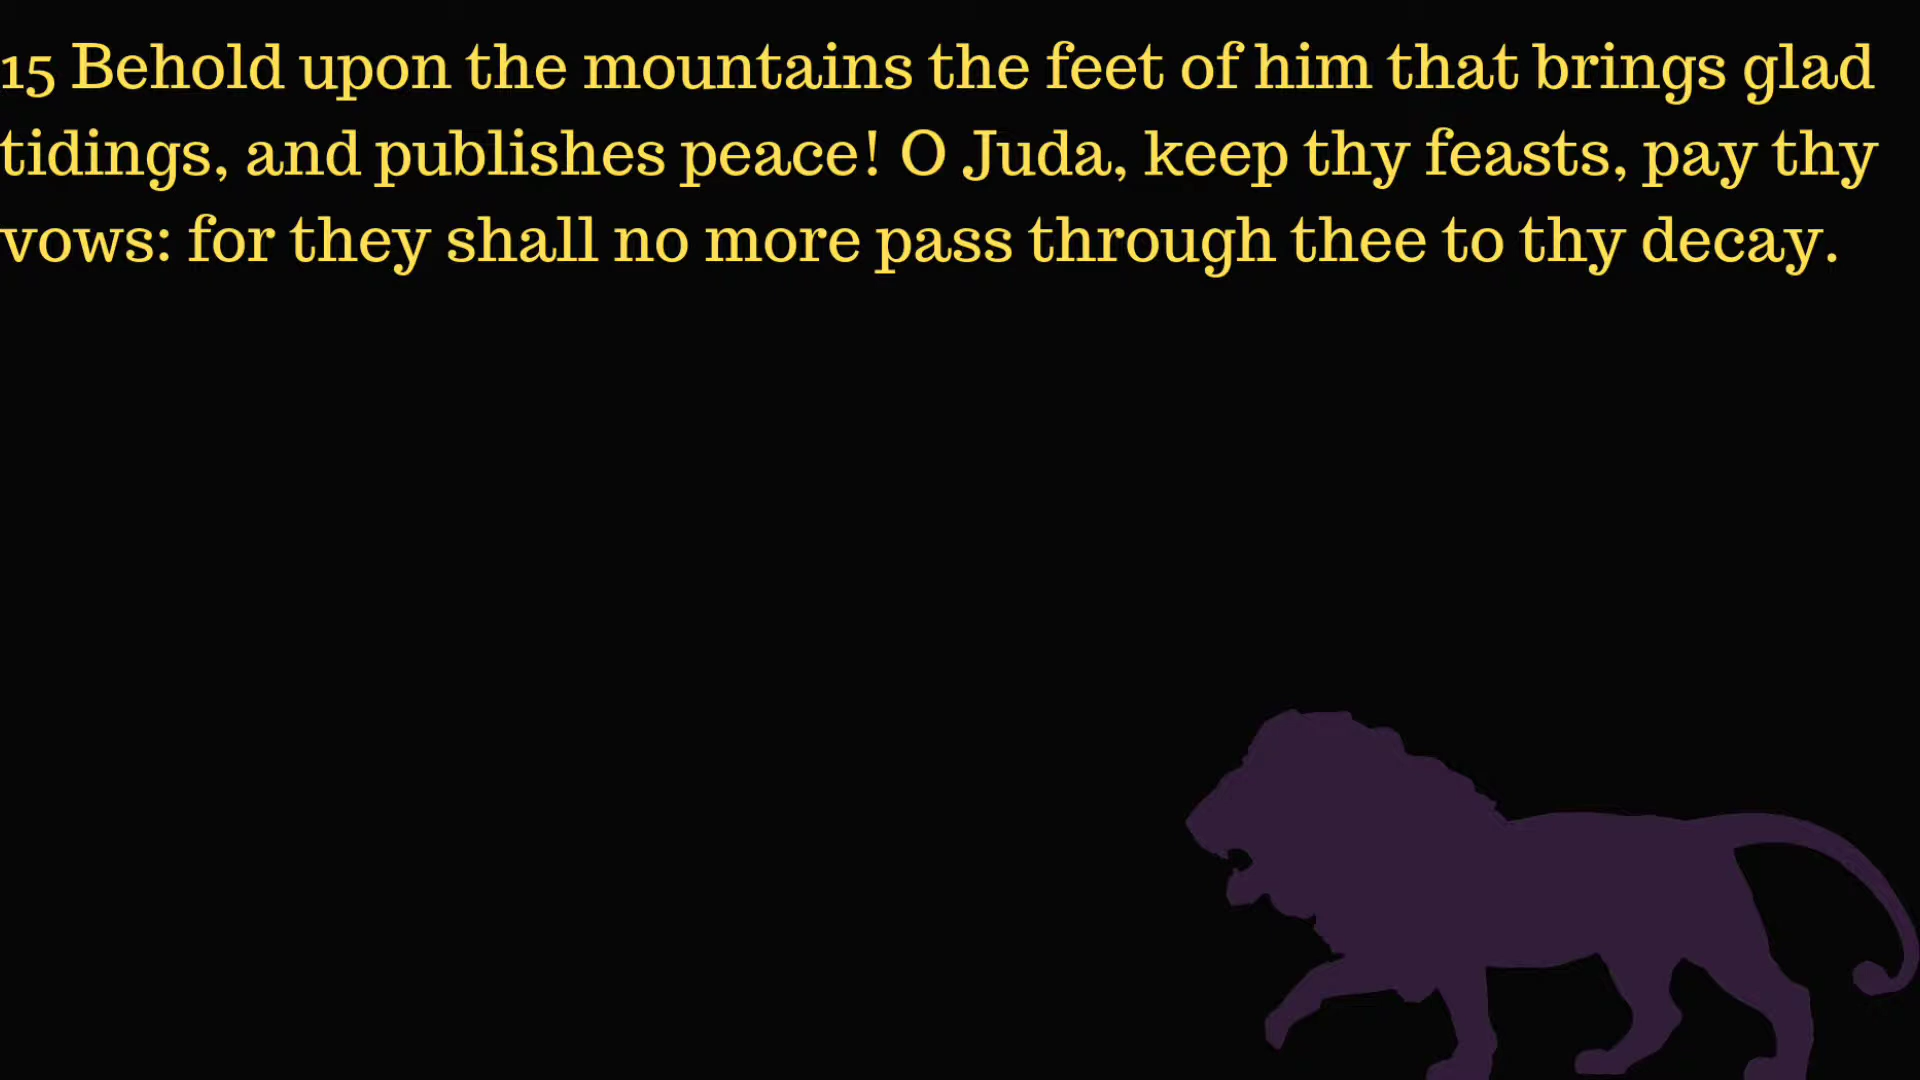 15 Behold upon the mountains the feet of him that brings glad
tidings, and publishes peace! O Juda, keep thy feasts, pay thy
vows: for they shall no more pass through thee to thy decay.